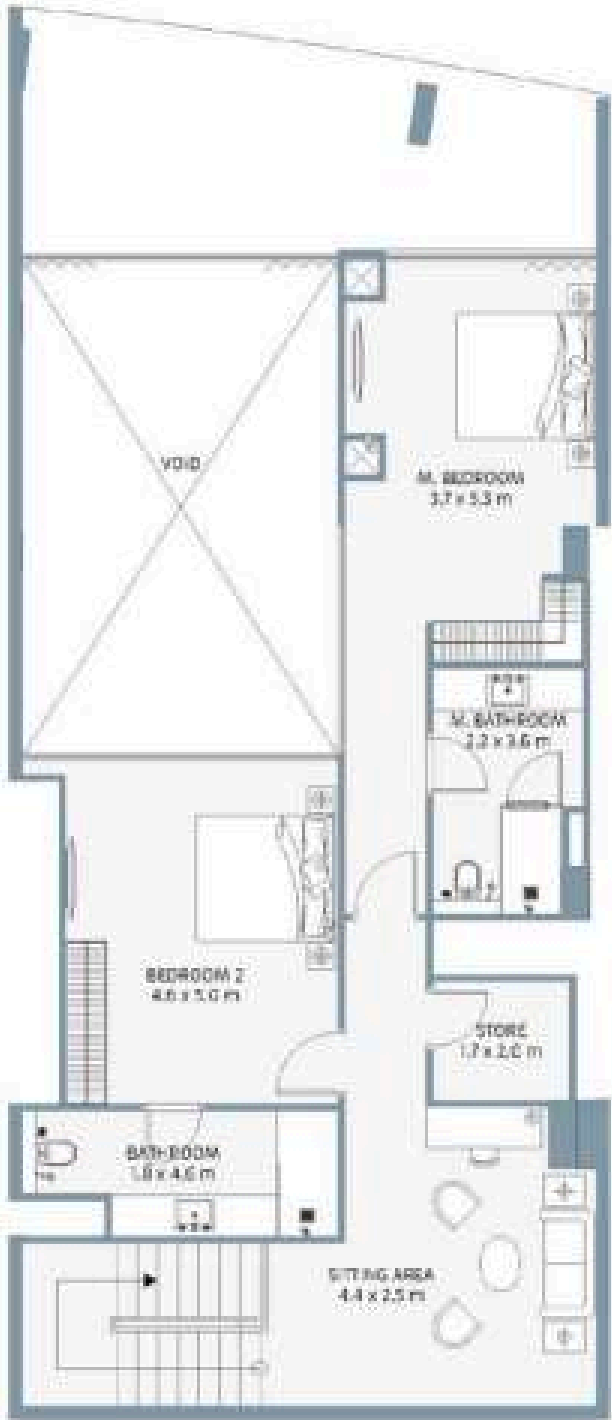 VOID
M. BEDROOM
3.7 x 5.3 m
M. BATHROOM
2.2 x 3.6 m
BEDROOM 2
4.6 x 5.0 m
STORE
1.7 x 2.0 m
BATHROOM
1.8 x 4.6 m
SITTING AREA
4.4 x 2.5 m